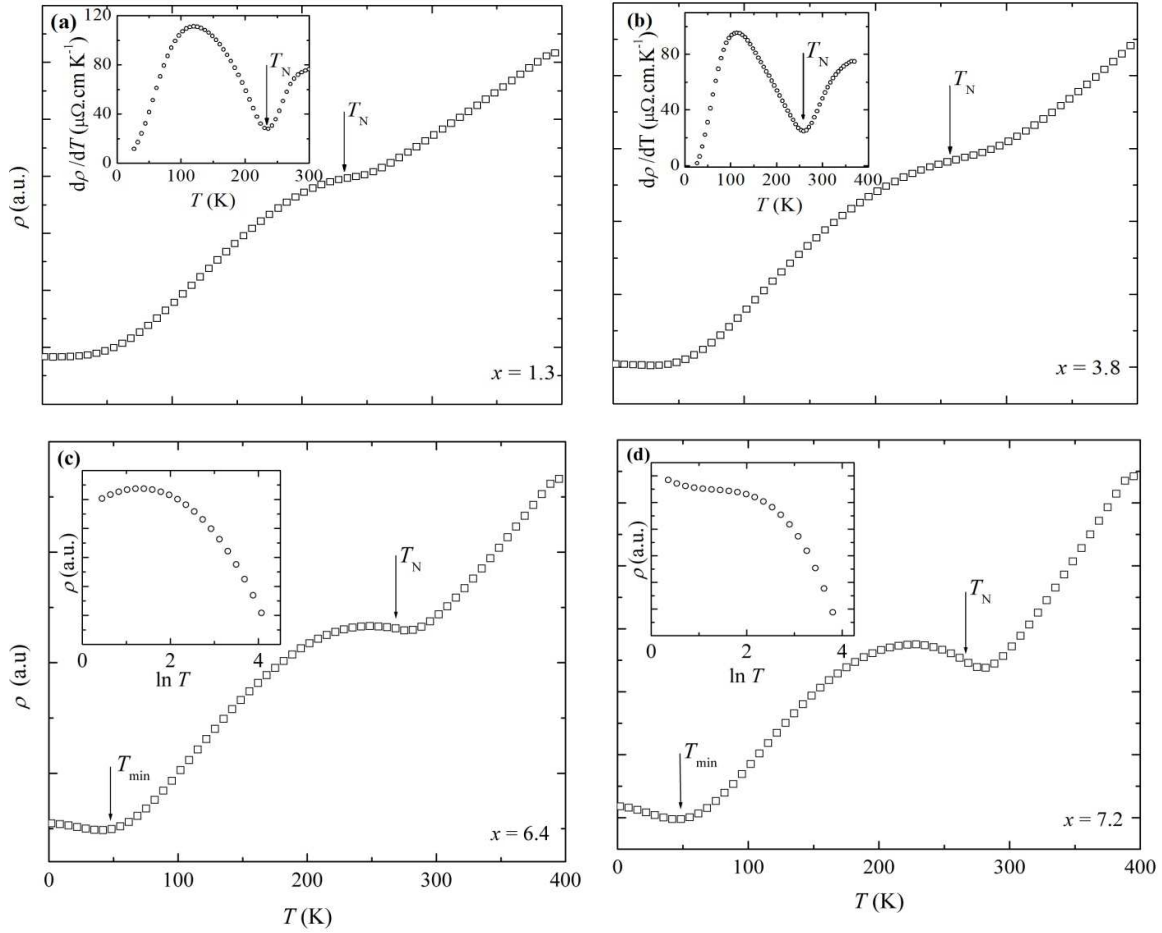 (a)
120
80
40
0
dρ/dT (μΩ.cm K⁻¹)
T_N
0 100 200 300
T (K)
T_N
ρ (a.u.)
x = 1.3
(b)
80
40
0
dρ/dT (μΩ.cm.K⁻¹)
T_N
0 100 200 300 400
T (K)
T_N
x = 3.8
(c)
ρ (a.u.)
0 2 4
ln T
T_N
T_min
ρ (a.u)
x = 6.4
0 100 200 300 400
T (K)
(d)
ρ (a.u.)
0 2 4
ln T
T_N
T_min
x = 7.2
0 100 200 300 400
T (K)